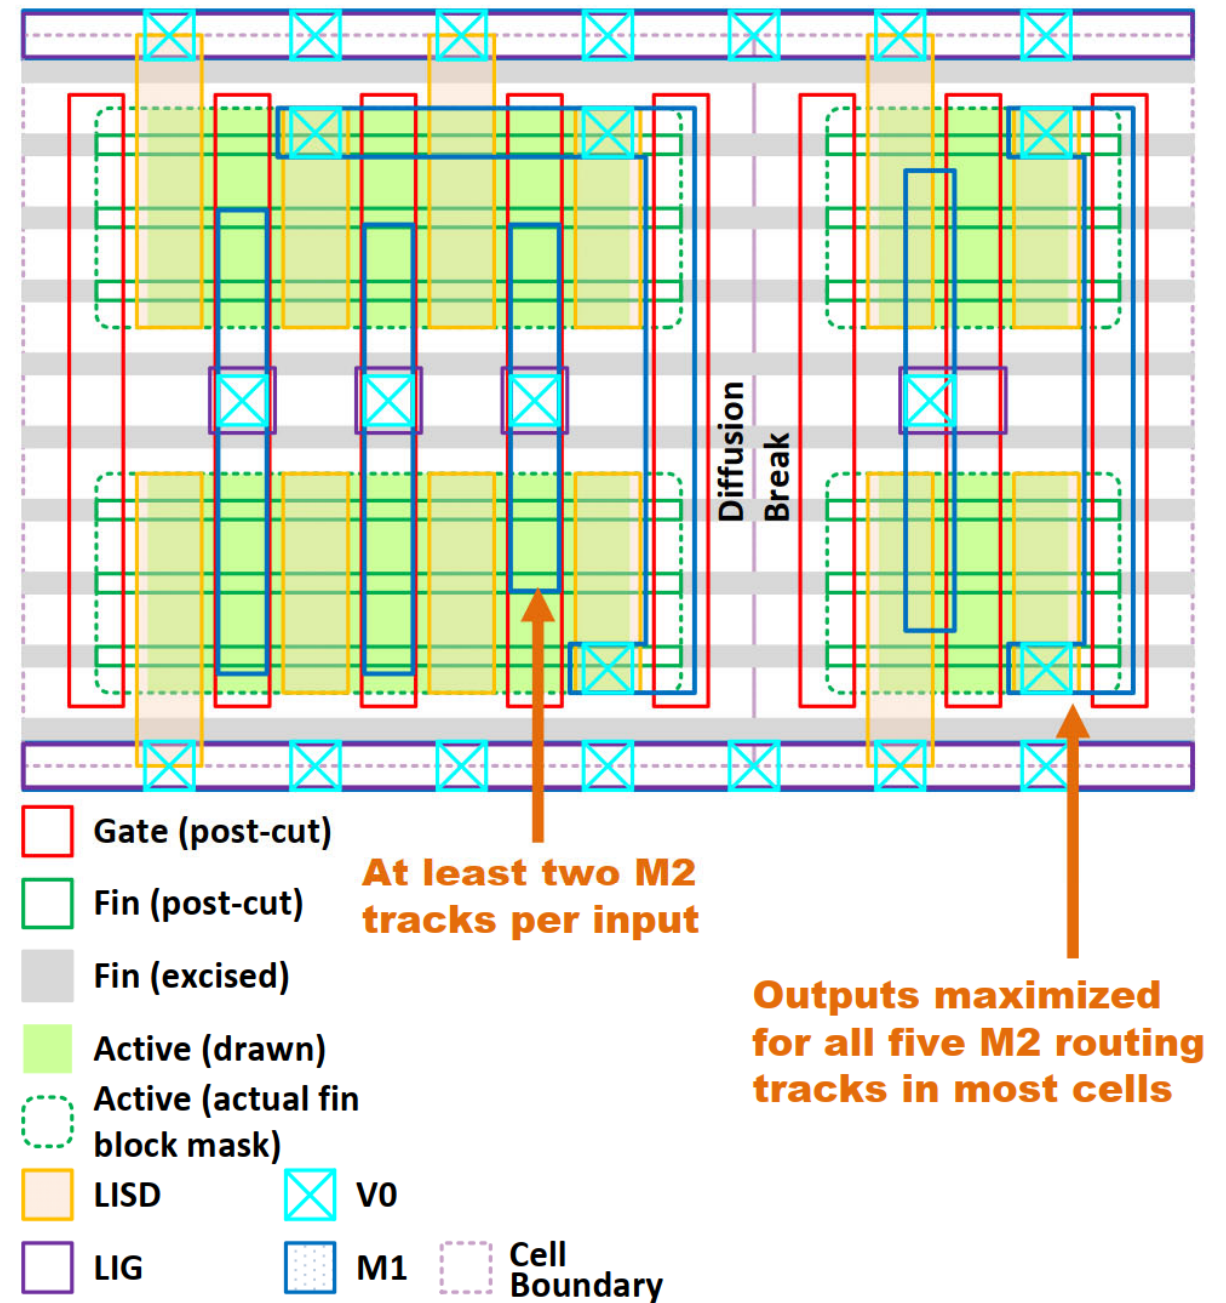 Diffusion
Break
Gate (post-cut)
Fin (post-cut)
Fin (excised)
Active (drawn)
Active (actual fin
block mask)
LISD
V0
LIG
M1
Cell
Boundary
At least two M2
tracks per input
Outputs maximized
for all five M2 routing
tracks in most cells